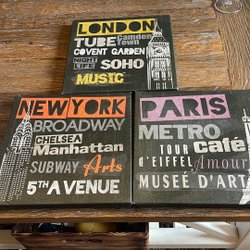 LONDON
TUBE Camden Town
COVENT GARDEN
NIGHT LIFE SOHO
MUSIC
NEW YORK
BROADWAY
CHELSEA
Manhattan
SUBWAY Arts
5TH AVENUE
PARIS
METRO
TOUR café
d'EIFFEL Amour
MUSEÉ D'ART